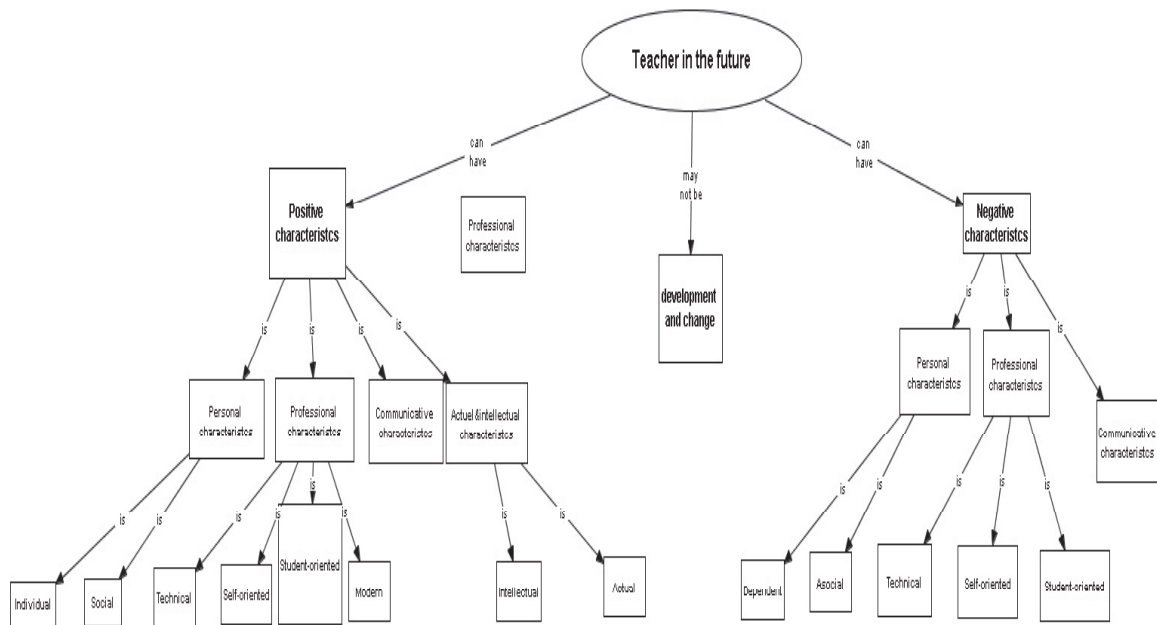 Teacher in the future
can
have
may
not be
can
have
Positive
characteristcs
Professional
characteristcs
development
and change
Negative
characteristcs
is
is
is
is
is
is
is
Personal
characteristcs
Professional
characteristcs
Communicative
characteristcs
Actuel&intellectual
characteristcs
Personal
characteristcs
Professional
characteristcs
Communicative
characteristcs
is
is
is
is
is
is
is
is
is
is
is
is
is
Individual
Social
Technical
Self-oriented
Student-oriented
Modern
Intellectual
Actual
Dependent
Asocial
Technical
Self-oriented
Student-oriented